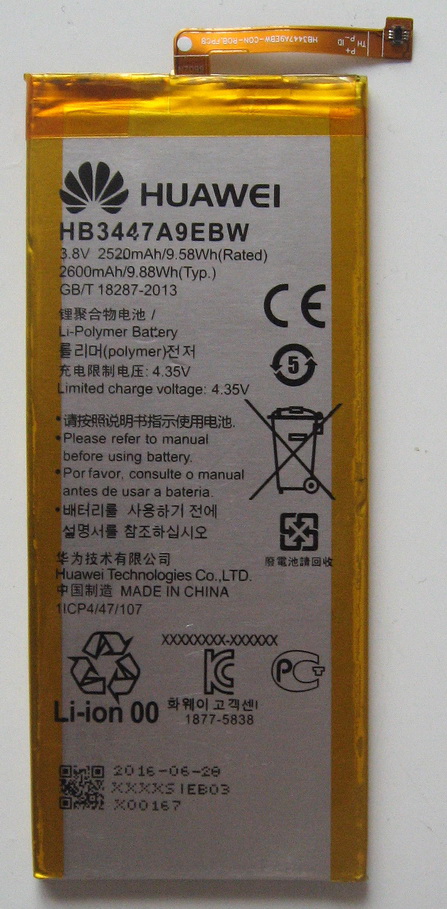 HB3447A9EBW-CON-ROB.FPCB
P+
P_ID
TH
HUAWEI
HB3447A9EBW
3.8V 2520mAh/9.58Wh(Rated)
2600mAh/9.88Wh(Typ.)
GB/T 18287-2013
CE
锂聚合物电池 /
Li-Polymer Battery
폴리머(polymer)전저
充电限制电压: 4.35V
Limited charge voltage: 4.35V
5
•请按照说明书指示使用电池.
•Please refer to manual
before using battery.
•Por favor, consulte o manual
antes de usar a bateria.
•배터리를 사용하기 전에
설명서를 참조하십시오
廢電池請回收
华为技术有限公司
Huawei Technologies Co.,LTD.
中国制造 MADE IN CHINA
1ICP4/47/107
XXXXXXXX-XXXXXX
Li-ion 00
화웨이 고객센터
1877-5838
2016-06-20
XXXXSIEB03
X00167